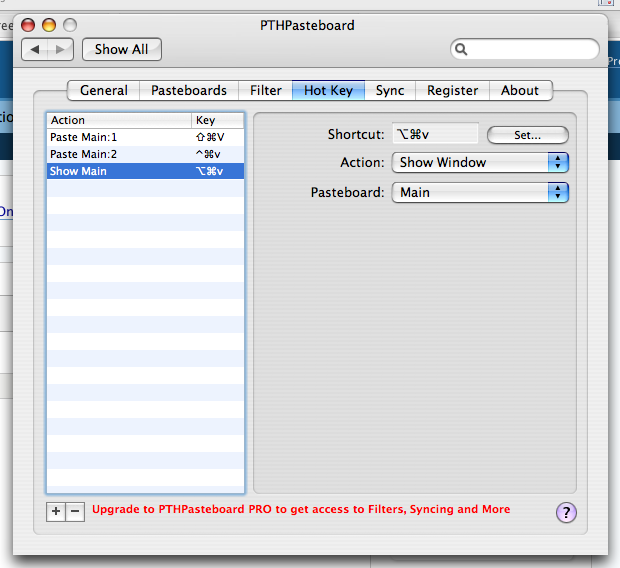 PTHPasteboard
Show All
General Pasteboards Filter Hot Key Sync Register About
Action Key
Paste Main:1 ⇧⌘V
Paste Main:2 ^⌘v
Show Main ⌥⌘v
Shortcut: ⌥⌘v Set...
Action: Show Window
Pasteboard: Main
+ − Upgrade to PTHPasteboard PRO to get access to Filters, Syncing and More ?